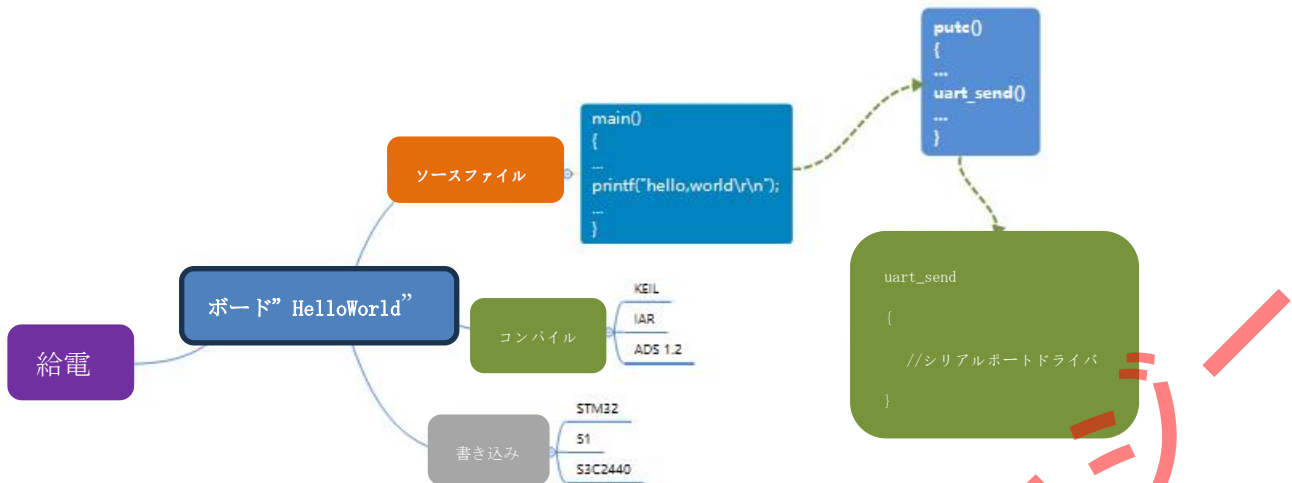 putc()
{
...
uart_send()
...
}
main()
{
...
printf("hello,world\r\n");
...
}
ソースファイル
uart_send
{
//シリアルポートドライバ
}
ボード” HelloWorld”
給電
コンパイル
KEIL
IAR
ADS 1.2
書き込み
STM32
51
S3C2440